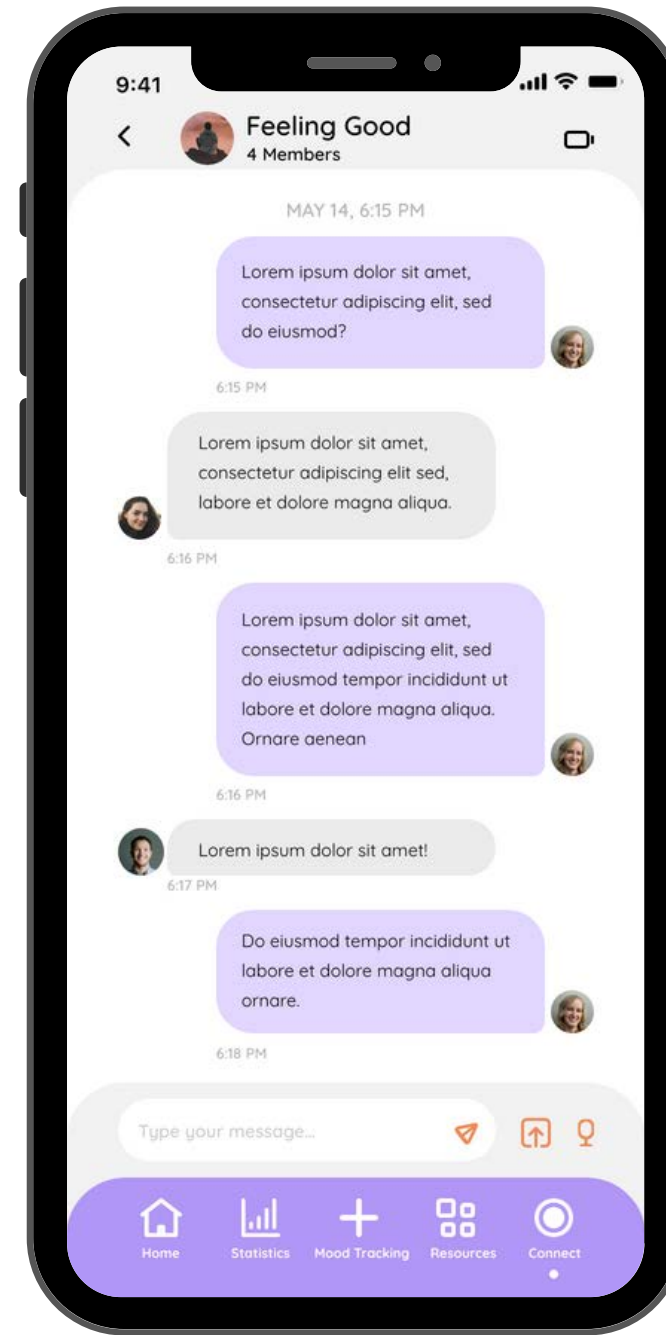 9:41
Feeling Good
4 Members
MAY 14, 6:15 PM
Lorem ipsum dolor sit amet,
consectetur adipiscing elit, sed
do eiusmod?
6:15 PM
Lorem ipsum dolor sit amet,
consectetur adipiscing elit sed,
labore et dolore magna aliqua.
6:16 PM
Lorem ipsum dolor sit amet,
consectetur adipiscing elit, sed
do eiusmod tempor incididunt ut
labore et dolore magna aliqua.
Ornare aenean
6:16 PM
Lorem ipsum dolor sit amet!
6:17 PM
Do eiusmod tempor incididunt ut
labore et dolore magna aliqua
ornare.
6:18 PM
Type your message...
Home Statistics Mood Tracking Resources Connect